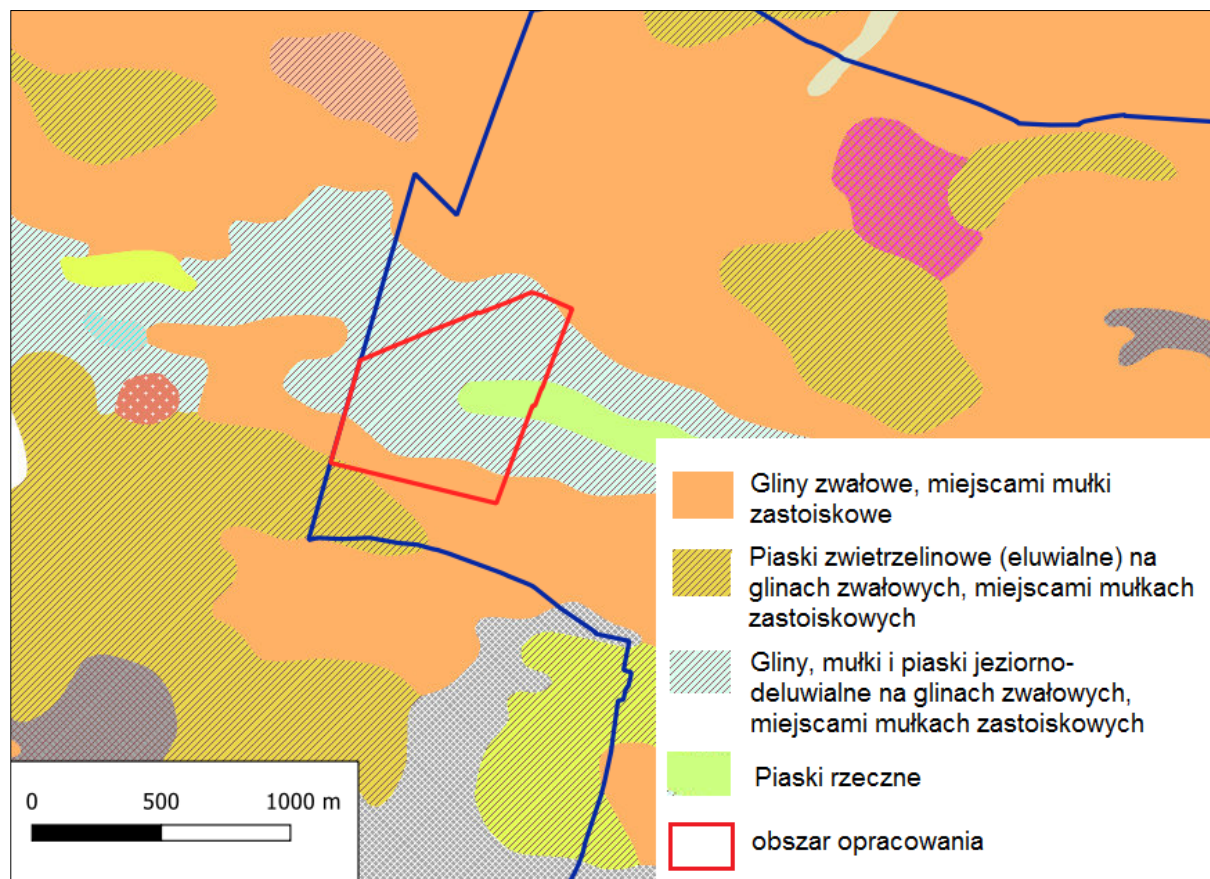 Gliny zwałowe, miejscami mułki
zastoiskowe
Piaski zwietrzelinowe (eluwialne) na
glinach zwałowych, miejscami mułkach
zastoiskowych
Gliny, mułki i piaski jeziorno-
deluwialne na glinach zwałowych,
miejscami mułkach zastoiskowych
Piaski rzeczne
obszar opracowania
0 500 1000 m